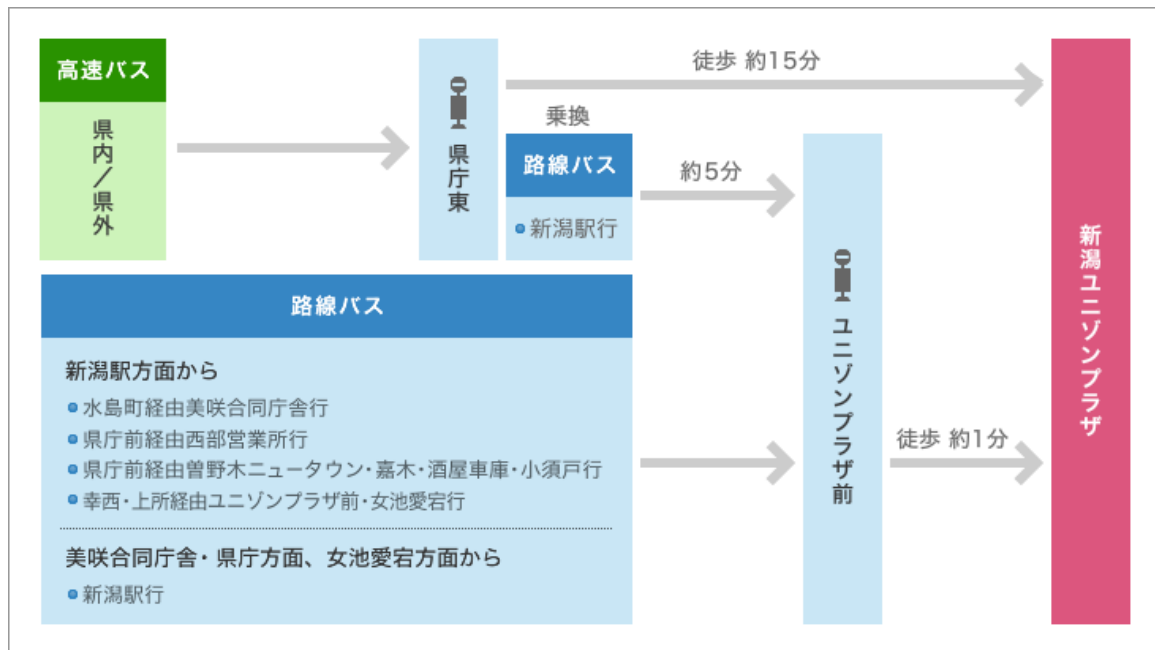 高速バス
県内/県外
県庁東
徒歩 約15分
乗換
路線バス
新潟駅行
約5分
ユニゾンプラザ前
徒歩 約1分
新潟ユニゾンプラザ
路線バス
新潟駅方面から
水島町経由美咲合同庁舎行
県庁前経由西部営業所行
県庁前経由曽野木ニュータウン・嘉木・酒屋車庫・小須戸行
幸西・上所経由ユニゾンプラザ前・女池愛宕行
美咲合同庁舎・県庁方面、女池愛宕方面から
新潟駅行